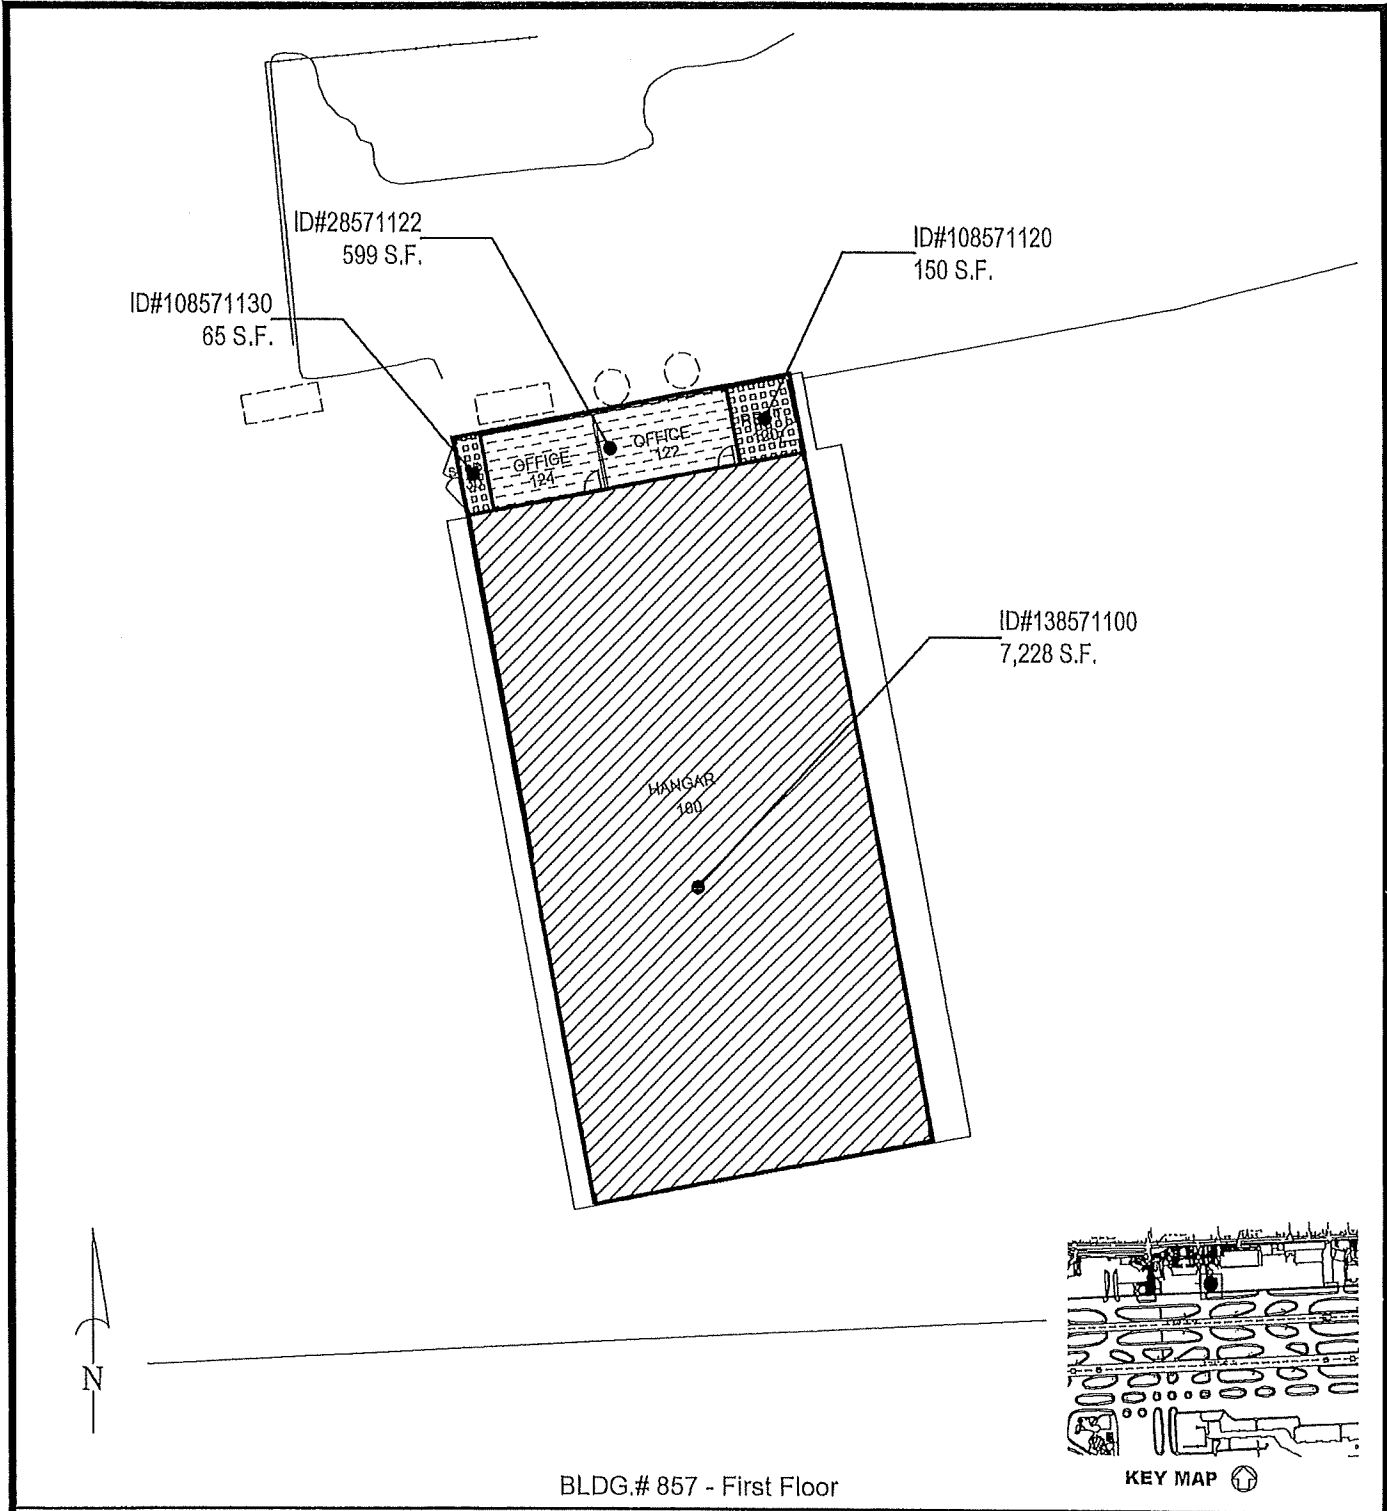 ID#28571122
599 S.F.
ID#108571120
150 S.F.
ID#108571130
65 S.F.
OFFICE
122
OFFICE
124
ID#138571100
7,228 S.F.
HANGAR
100
N
KEY MAP
BLDG.# 857 - First Floor